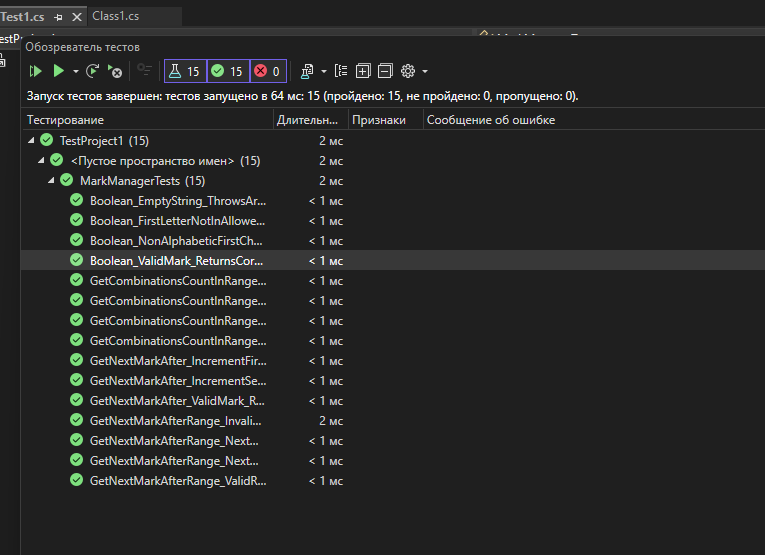 Test1.cs
Class1.cs
Обозреватель тестов
15 15 0
Запуск тестов завершен: тестов запущено в 64 мс: 15 (пройдено: 15, не пройдено: 0, пропущено: 0).
Тестирование Длительн... Признаки Сообщение об ошибке
TestProject1 (15) 2 мс
<Пустое пространство имен> (15) 2 мс
MarkManagerTests (15) 2 мс
Boolean_EmptyString_ThrowsAr... < 1 мс
Boolean_FirstLetterNotInAllowe... < 1 мс
Boolean_NonAlphabeticFirstCh... < 1 мс
Boolean_ValidMark_ReturnsCor... < 1 мс
GetCombinationsCountInRange... < 1 мс
GetCombinationsCountInRange... < 1 мс
GetCombinationsCountInRange... < 1 мс
GetCombinationsCountInRange... < 1 мс
GetNextMarkAfter_IncrementFir... < 1 мс
GetNextMarkAfter_IncrementSe... < 1 мс
GetNextMarkAfter_ValidMark_R... < 1 мс
GetNextMarkAfterRange_Invali... 2 мс
GetNextMarkAfterRange_Next... < 1 мс
GetNextMarkAfterRange_Next... < 1 мс
GetNextMarkAfterRange_ValidR... < 1 мс